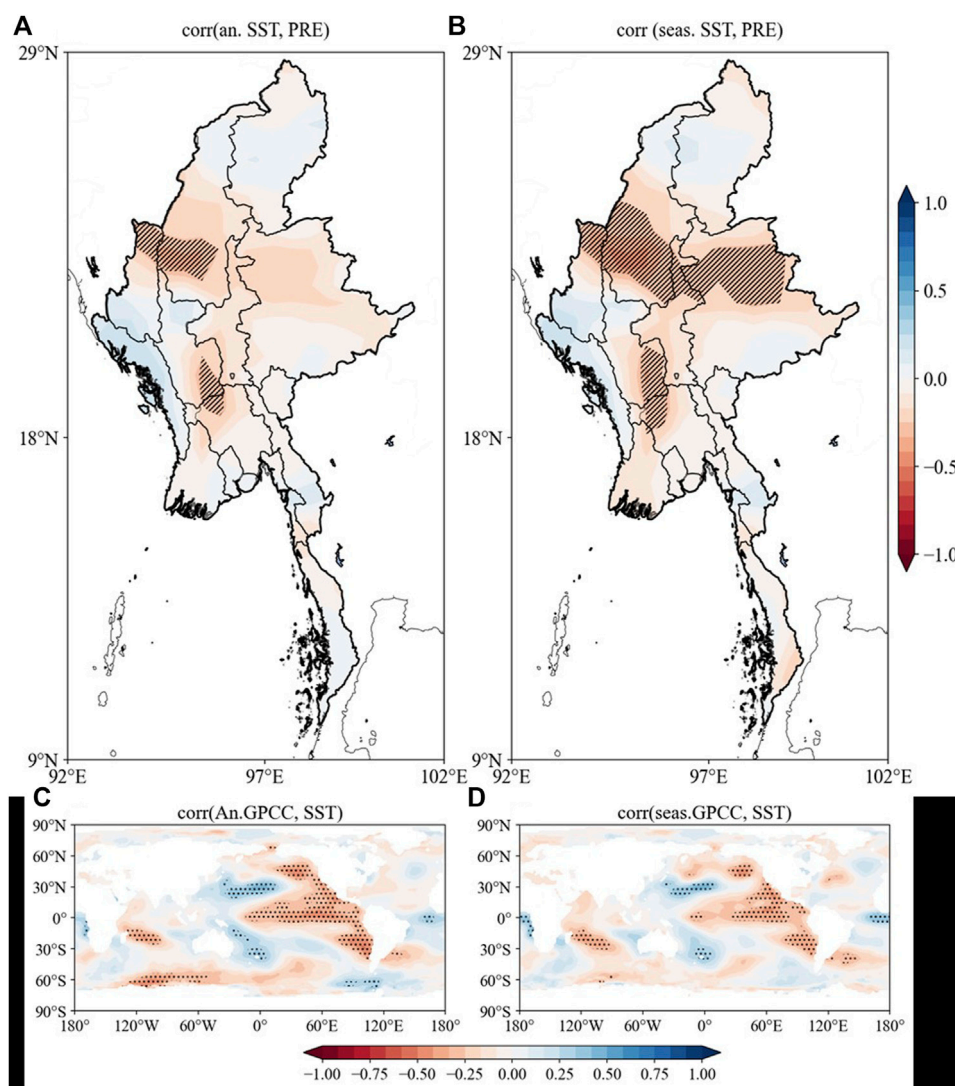 A
B
corr(an. SST, PRE)
corr (seas. SST, PRE)
29°N
29°N
18°N
18°N
9°N
9°N
92°E
97°E
102°E
92°E
97°E
102°E
1.0
0.5
0.0
−0.5
−1.0
C
D
corr(An.GPCC, SST)
corr(seas.GPCC, SST)
90°N
60°N
30°N
0°
30°S
60°S
90°S
180°
120°W
60°W
0°
60°E
120°E
180°
90°N
60°N
30°N
0°
30°S
60°S
90°S
180°
120°W
60°W
0°
60°E
120°E
180°
−1.00
−0.75
−0.50
−0.25
0.00
0.25
0.50
0.75
1.00